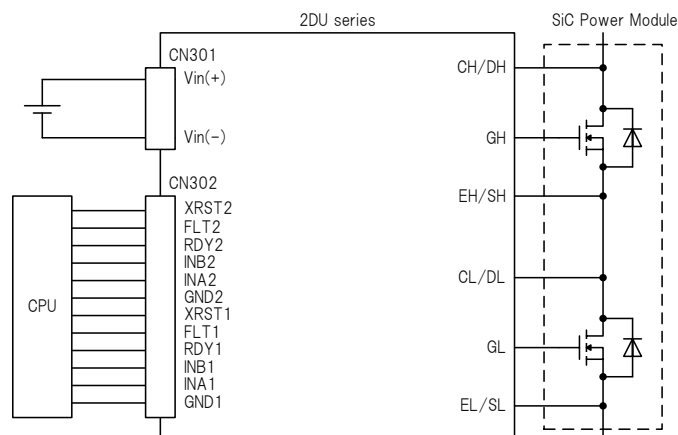 2DU series
SiC Power Module
CN301
Vin(+)
Vin(-)
CN302
XRST2
FLT2
RDY2
INB2
INA2
GND2
XRST1
FLT1
RDY1
INB1
INA1
GND1
CPU
CH/DH
GH
EH/SH
CL/DL
GL
EL/SL